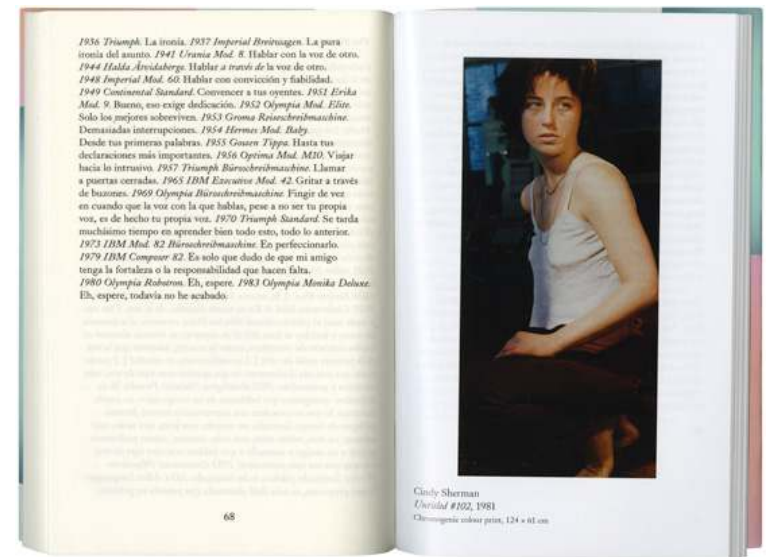 1936 Triumph. La ironía. 1937 Imperial Breitwagen. La pura
ironía del asunto. 1941 Urania Mod. 8. Hablar con la voz de otro.
1944 Halda Åtvidaberge. Hablar a través de la voz de otro.
1948 Imperial Mod. 60. Hablar con convicción y fiabilidad.
1949 Continental Standard. Convencer a tus oyentes. 1951 Erika
Mod. 9. Bueno, eso exige dedicación. 1952 Olympia Mod. Elite.
Solo los mejores sobreviven. 1953 Groma Reiseschreibmaschine.
Demasiadas interrupciones. 1954 Hermes Mod. Baby.
Desde tus primeras palabras. 1955 Gossen Tippa. Hasta tus
declaraciones más importantes. 1956 Optima Mod. M10. Viajar
hacia lo intrusivo. 1957 Triumph Büroschreibmaschine. Llamar
a puertas cerradas. 1965 IBM Executive Mod. 42. Gritar a través
de buzones. 1969 Olympia Büroschreibmaschine. Fingir de vez
en cuando que la voz con la que hablas, pese a no ser tu propia
voz, es de hecho tu propia voz. 1970 Triumph Standard. Se tarda
muchísimo tiempo en aprender bien todo esto, todo lo anterior.
1973 IBM Mod. 82 Büroschreibmaschine. En perfeccionarlo.
1979 IBM Composer 82. Es solo que dudo de que mi amigo
tenga la fortaleza o la responsabilidad que hacen falta.
1980 Olympia Robotron. Eh, espere. 1983 Olympia Monika Deluxe.
Eh, espere, todavía no he acabado.
68
Cindy Sherman
Untitled #102, 1981
Chromogenic colour print, 124 × 61 cm